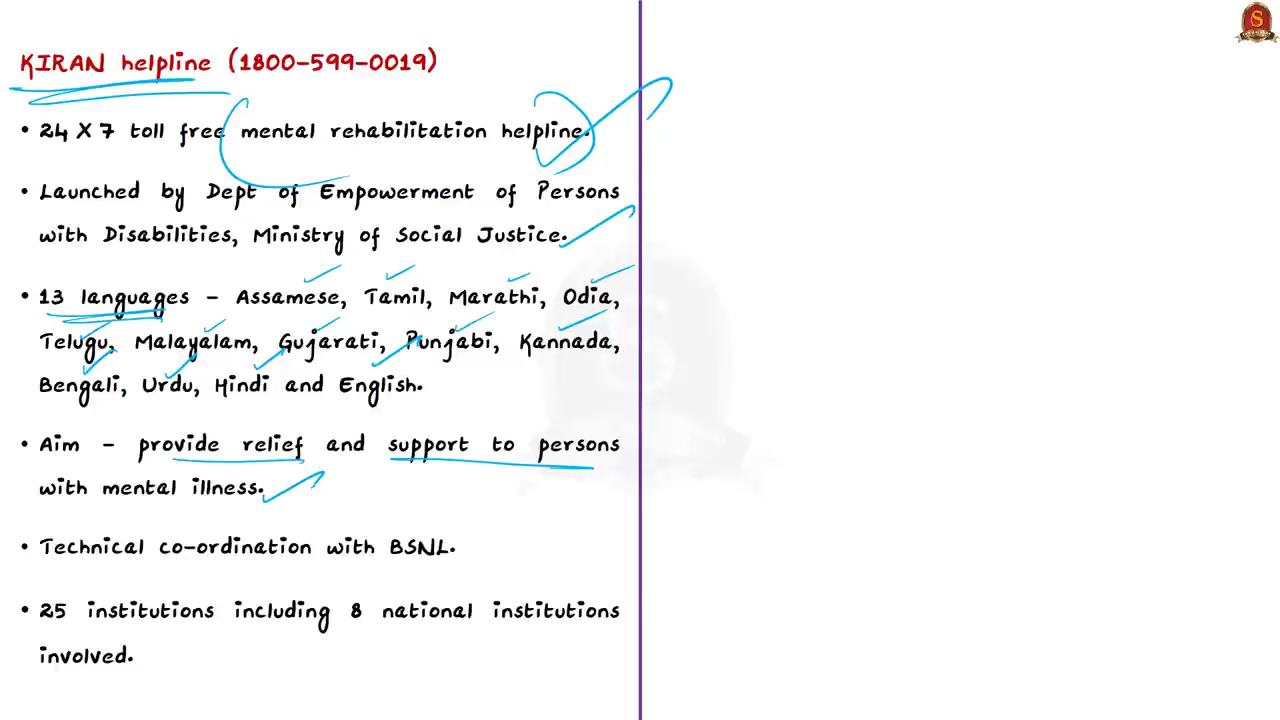 KIRAN helpline (1800-599-0019)
• 24 X 7 toll free mental rehabilitation helpline.
• Launched by Dept of Empowerment of Persons
with Disabilities, Ministry of Social Justice.
• 13 languages - Assamese, Tamil, Marathi, Odia,
Telugu, Malayalam, Gujarati, Punjabi, Kannada,
Bengali, Urdu, Hindi and English.
• Aim - provide relief and support to persons
with mental illness.
• Technical co-ordination with BSNL.
• 25 institutions including 8 national institutions
involved.